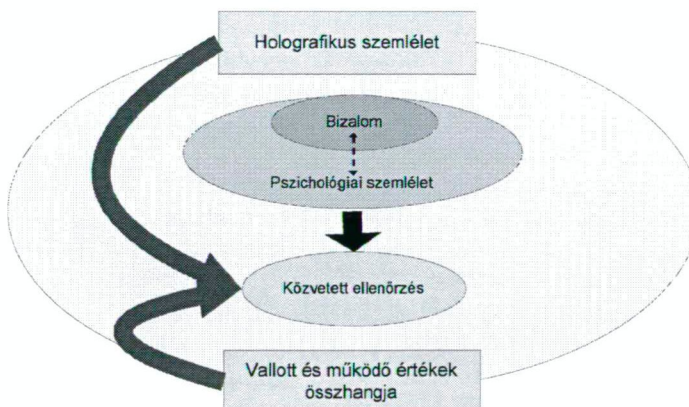 Holografikus szemlélet
Bizalom
Pszichológiai szemlélet
Közvetett ellenőrzés
Vallott és működő értékek
összhangja